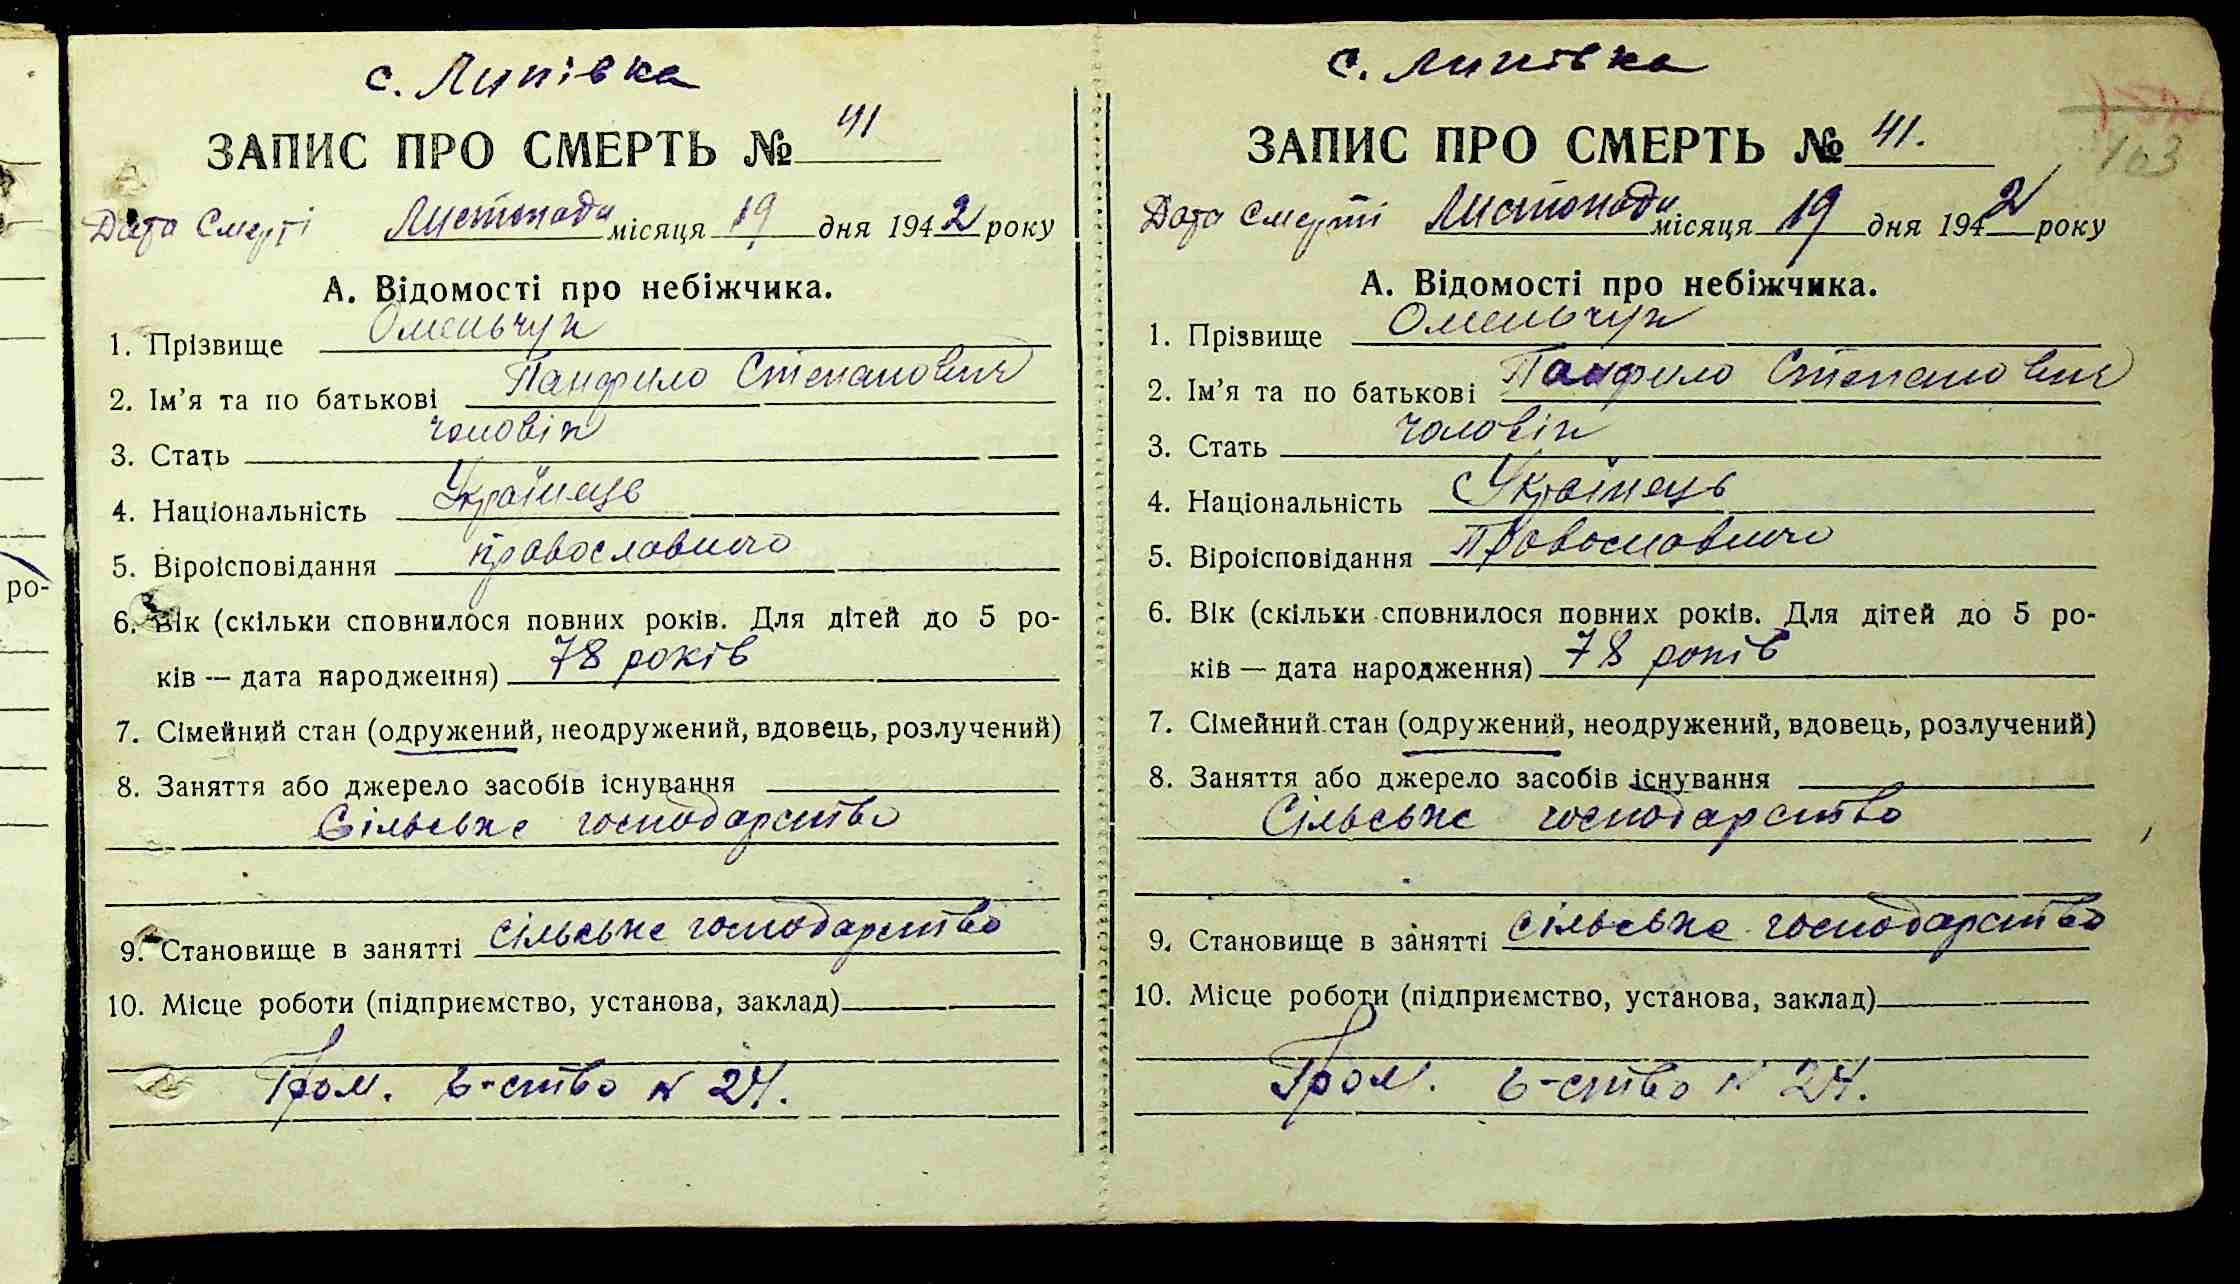 с. Липівка
ЗАПИС ПРО СМЕРТЬ № 41
Дата Смерті Листопада місяця 19 дня 1942 року
А. Відомості про небіжчика.
1. Прізвище Омельчук
2. Ім'я та по батькові Панфило Степанович
3. Стать чоловік
4. Національність Українець
5. Віроісповідання православного
6. Вік (скільки сповнилося повних років. Для дітей до 5 ро-
ків — дата народження) 78 років
7. Сімейний стан (одружений, неодружений, вдовець, розлучений)
8. Заняття або джерело засобів існування
Сільське господарство
9. Становище в занятті сільське господарство
10. Місце роботи (підприємство, установа, заклад)
Гром. г-ство N 24.
с. Липівка
ЗАПИС ПРО СМЕРТЬ № 41.
103
Дата Смерті Листопада місяця 19 дня 1942 року
А. Відомості про небіжчика.
1. Прізвище Омельчук
2. Ім'я та по батькові Панфило Степанович
3. Стать чоловік
4. Національність Українець
5. Віроісповідання Православного
6. Вік (скільки сповнилося повних років. Для дітей до 5 ро-
ків — дата народження) 78 років
7. Сімейний стан (одружений, неодружений, вдовець, розлучений)
8. Заняття або джерело засобів існування
Сільське господарство
9. Становище в занятті сільське господарство
10. Місце роботи (підприємство, установа, заклад)
Гром. г-ство N 24.
ро-